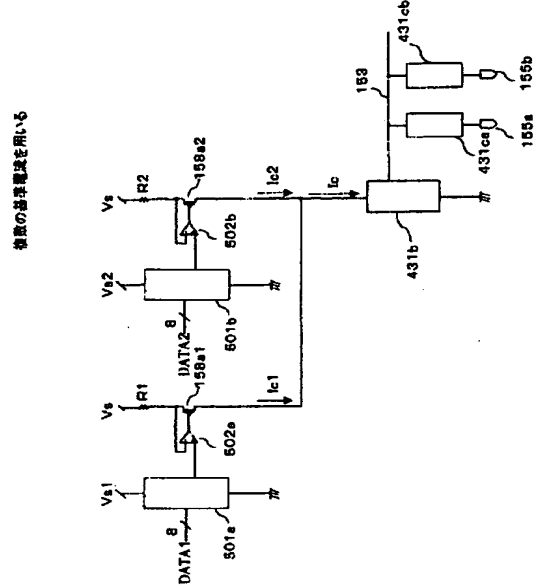 複数の基準電流を用いる
Vs1
Vs
R1
8
DATA1
501a
502a
158a1
Ic1
Vs2
Vs
R2
8
DATA2
501b
502b
158a2
Ic2
Ic
431b
153
431ca
155a
431cb
155b